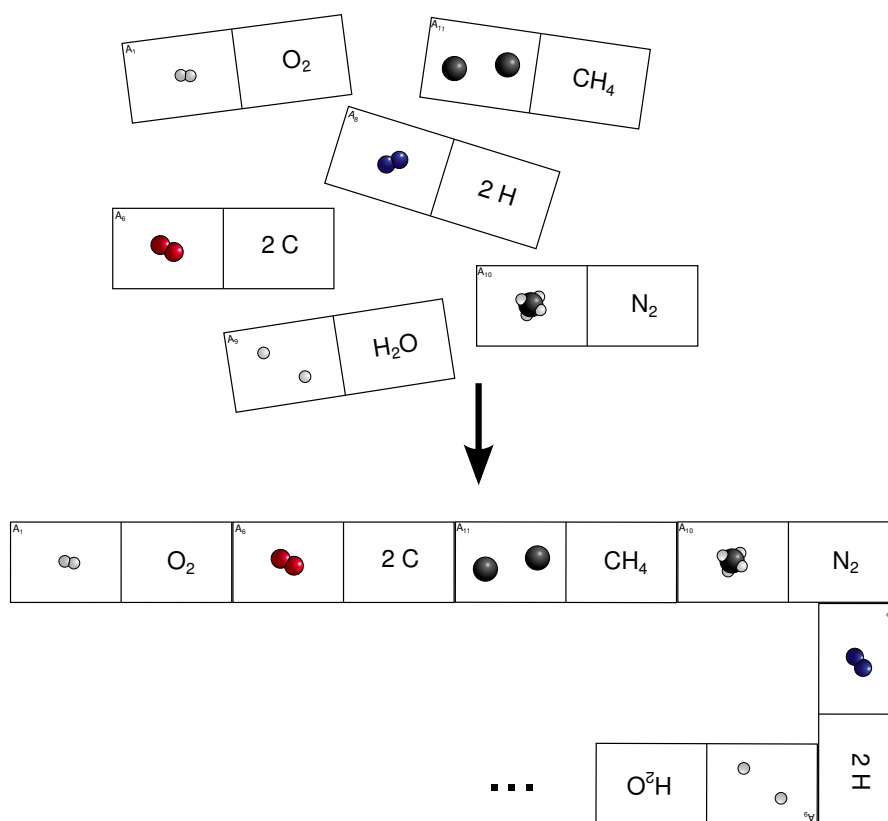 A₁ O₂
A₁₁ CH₄
A₈ 2 H
A₆ 2 C
A₁₀ N₂
A₉ H₂O
A₁ O₂ A₆ 2 C A₁₁ CH₄ A₁₀ N₂
2 H
H₂O A₉
...